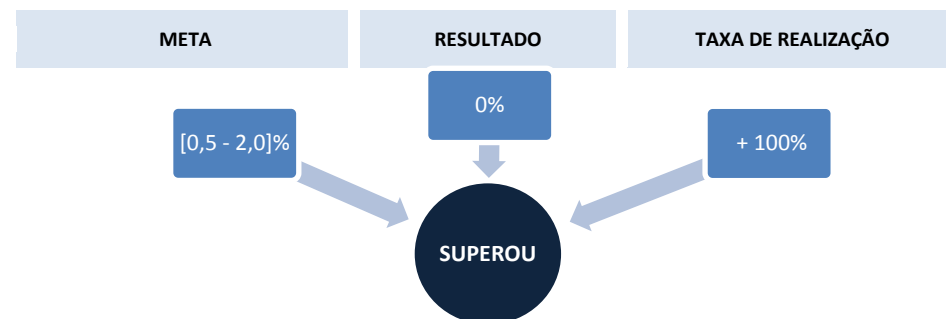 META
RESULTADO
TAXA DE REALIZAÇÃO
[0,5 - 2,0]%
0%
+ 100%
SUPEROU